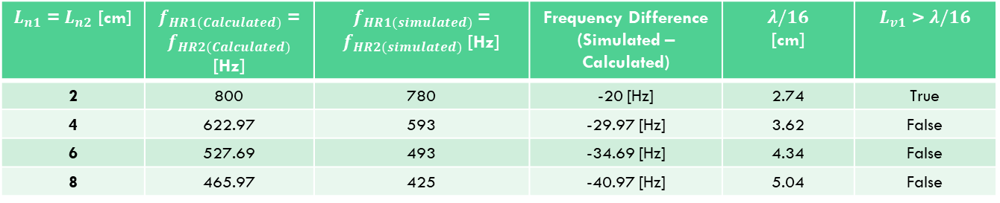 L_{n1} = L_{n2} [cm]
f_{HR1(Calculated)} =
f_{HR2(Calculated)}
[Hz]
f_{HR1(simulated)} =
f_{HR2(simulated)} [Hz]
Frequency Difference
(Simulated –
Calculated)
λ/16
[cm]
L_{v1} > λ/16
2 800 780 -20 [Hz] 2.74 True
4 622.97 593 -29.97 [Hz] 3.62 False
6 527.69 493 -34.69 [Hz] 4.34 False
8 465.97 425 -40.97 [Hz] 5.04 False